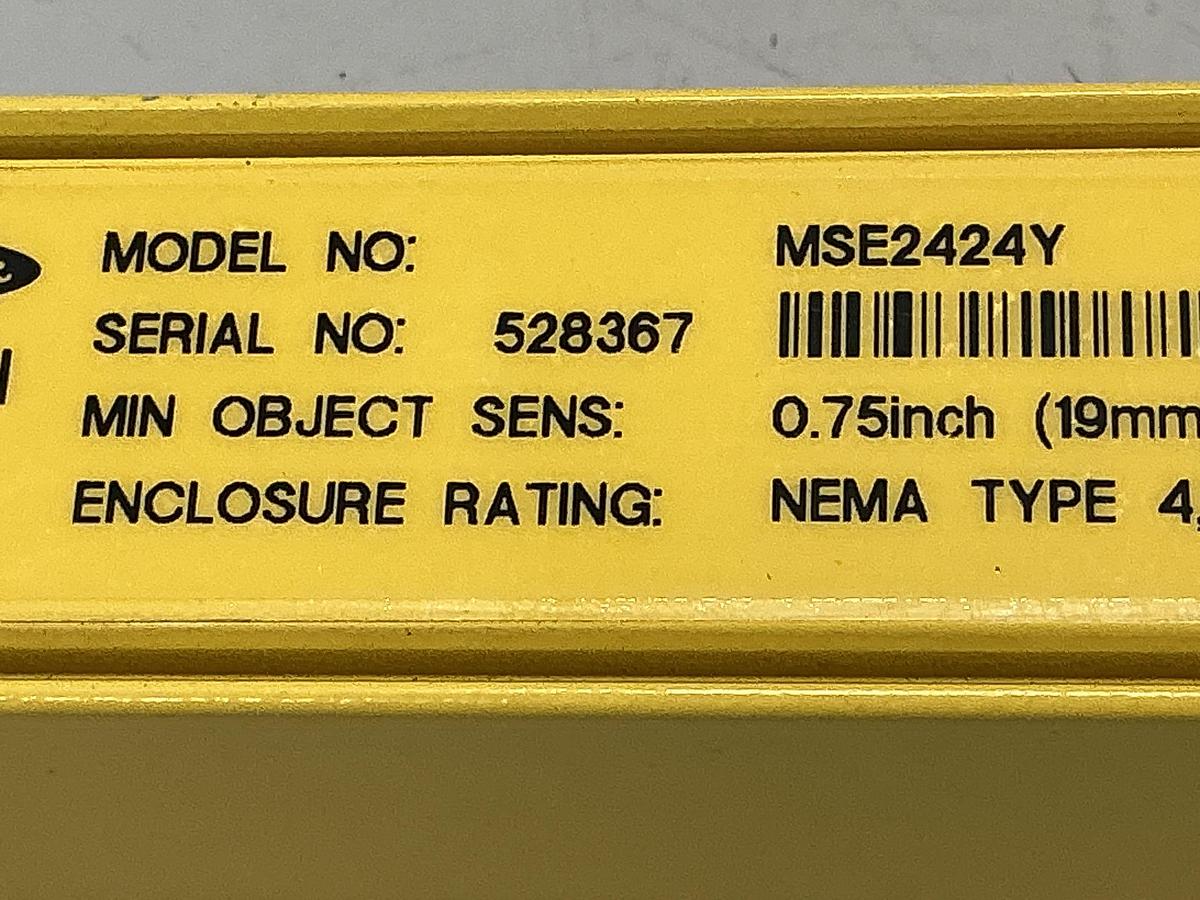 MODEL NO: MSE2424Y
SERIAL NO: 528367
MIN OBJECT SENS: 0.75inch (19mm
ENCLOSURE RATING: NEMA TYPE 4,